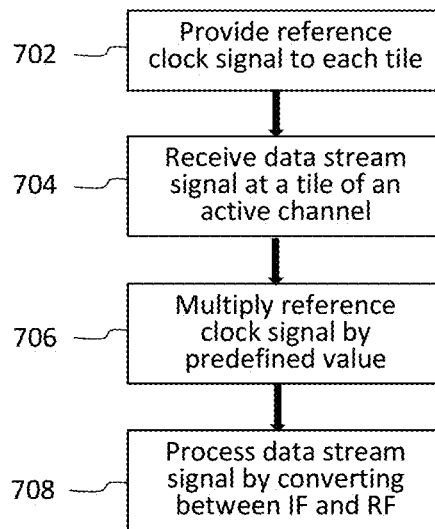 702
Provide reference
clock signal to each tile
704
Receive data stream
signal at a tile of an
active channel
706
Multiply reference
clock signal by
predefined value
708
Process data stream
signal by converting
between IF and RF